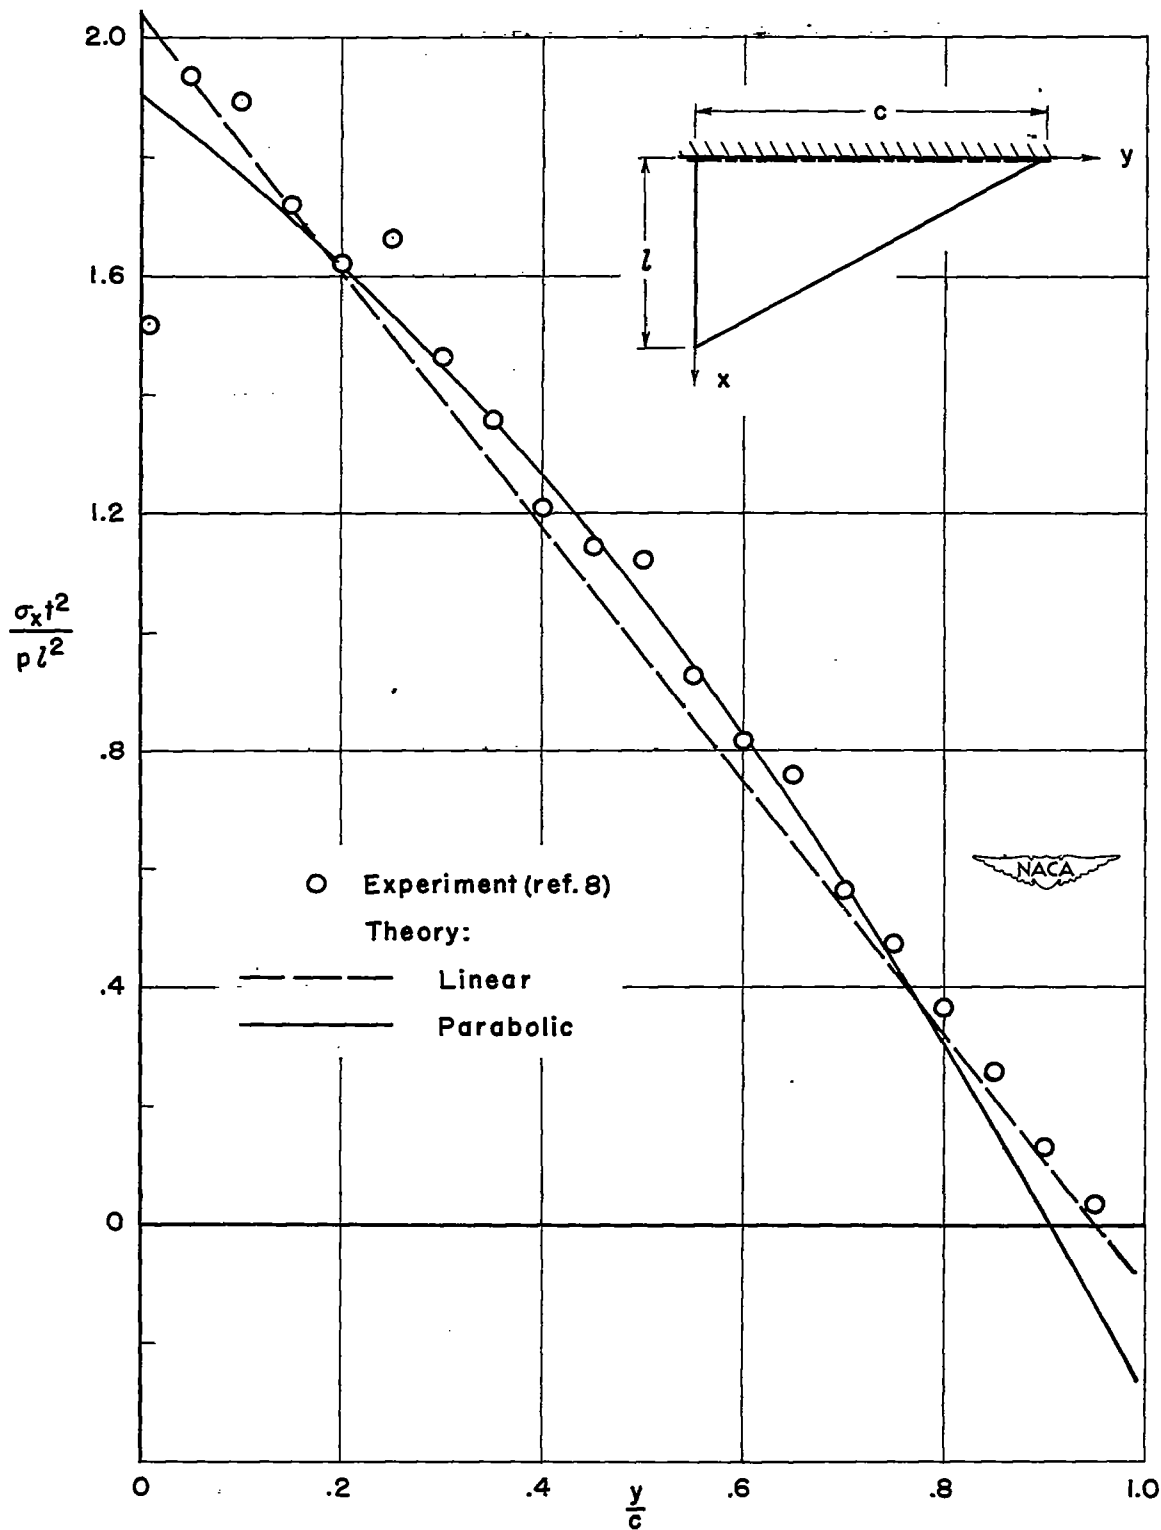 2.0
1.6
1.2
.8
.4
0
σₓt²
pl²
c
y
l
x
Experiment (ref. 8)
Theory:
Linear
Parabolic
NACA
0
.2
.4
.6
.8
1.0
y
c